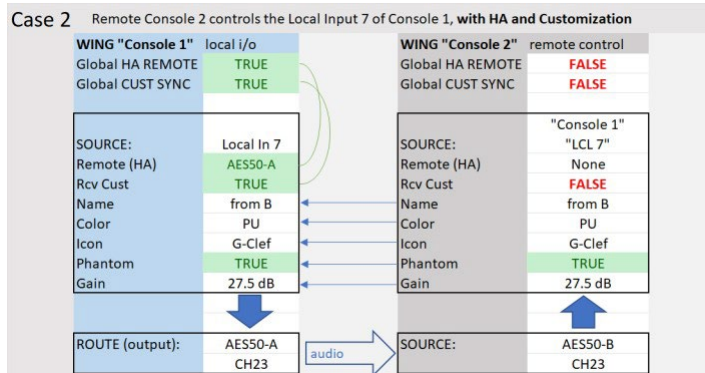 Case 2 Remote Console 2 controls the Local Input 7 of Console 1, with HA and Customization
WING "Console 1" local i/o WING "Console 2" remote control
Global HA REMOTE TRUE Global HA REMOTE FALSE
Global CUST SYNC TRUE Global CUST SYNC FALSE
"Console 1"
SOURCE: Local In 7 SOURCE: "LCL 7"
Remote (HA) AES50-A Remote (HA) None
Rcv Cust TRUE Rcv Cust FALSE
Name from B Name from B
Color PU Color PU
Icon G-Clef Icon G-Clef
Phantom TRUE Phantom TRUE
Gain 27.5 dB Gain 27.5 dB
ROUTE (output): AES50-A audio SOURCE: AES50-B
CH23 CH23